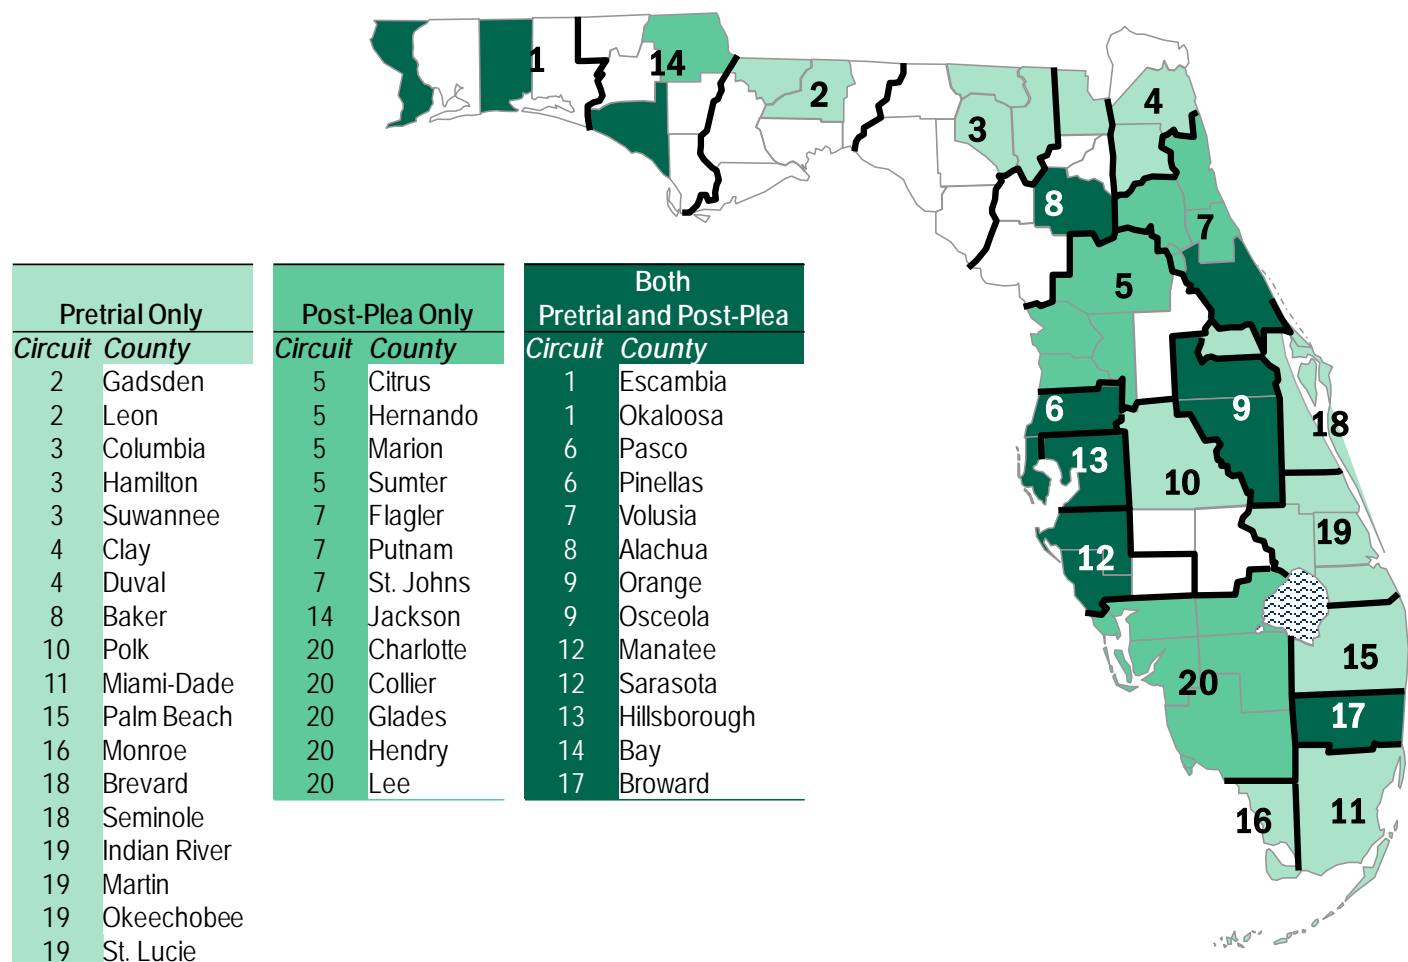 Pretrial Only
Circuit County
2 Gadsden
2 Leon
3 Columbia
3 Hamilton
3 Suwannee
4 Clay
4 Duval
8 Baker
10 Polk
11 Miami-Dade
15 Palm Beach
16 Monroe
18 Brevard
18 Seminole
19 Indian River
19 Martin
19 Okeechobee
19 St. Lucie
Post-Plea Only
Circuit County
5 Citrus
5 Hernando
5 Marion
5 Sumter
7 Flagler
7 Putnam
7 St. Johns
14 Jackson
20 Charlotte
20 Collier
20 Glades
20 Hendry
20 Lee
Both
Pretrial and Post-Plea
Circuit County
1 Escambia
1 Okaloosa
6 Pasco
6 Pinellas
7 Volusia
8 Alachua
9 Orange
9 Osceola
12 Manatee
12 Sarasota
13 Hillsborough
14 Bay
17 Broward
1
14
2
3
4
8
7
5
6
9
18
13
10
19
12
15
20
17
16
11